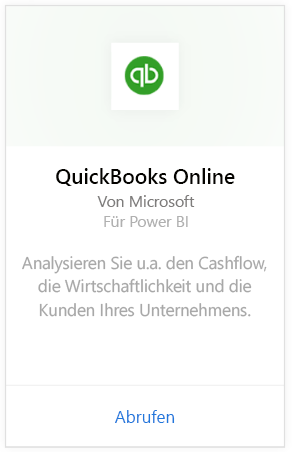 qb
QuickBooks Online
Von Microsoft
Für Power BI
Analysieren Sie u.a. den Cashflow,
die Wirtschaftlichkeit und die
Kunden Ihres Unternehmens.
Abrufen